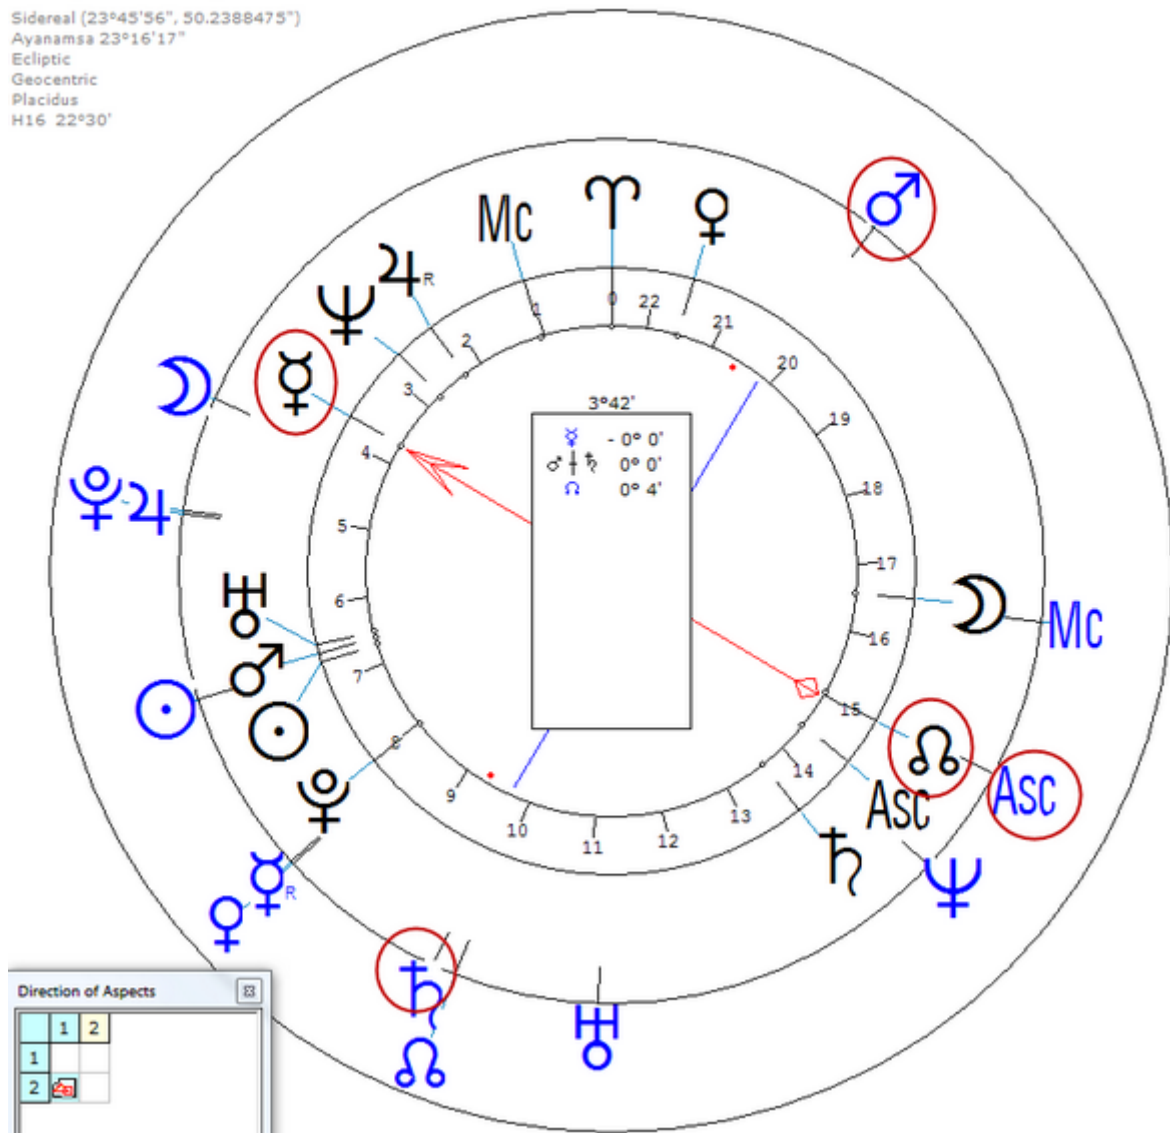 Sidereal (23°45'56", 50.2388475")
Ayanamsa 23°16'17"
Ecliptic
Geocentric
Placidus
H16 22°30'
♂
Mc ♈ ♀
♃R
♆
☿
☽
0 22 21 20 19 18 17 16 15 14 13 12 11 10 9 8 7 6 5 4 3 2 1
3°42'
☿ - 0° 0'
♂ ♄ 0° 0'
☊ 0° 4'
♇ ♃
♅
☽ Mc
♂
☉
☉
☊
Asc
Asc
♇
♄
♆
☿R
♀
♄
☊
♅
Direction of Aspects
1 2
1
2